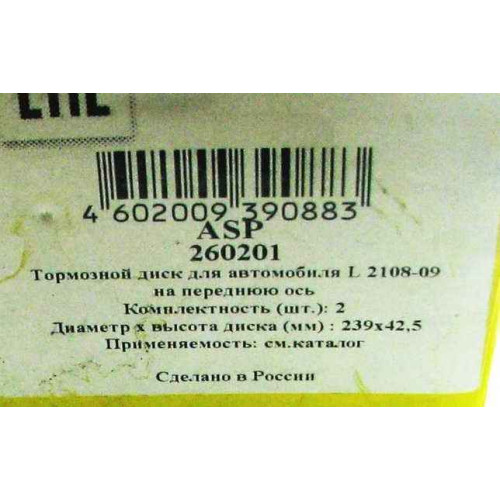 ЕАС
4 602009 390883
ASP
260201
Тормозной диск для автомобиля L 2108-09
на переднюю ось
Комплектность (шт.): 2
Диаметр х высота диска (мм) : 239х42,5
Применяемость: см.каталог
Сделано в России